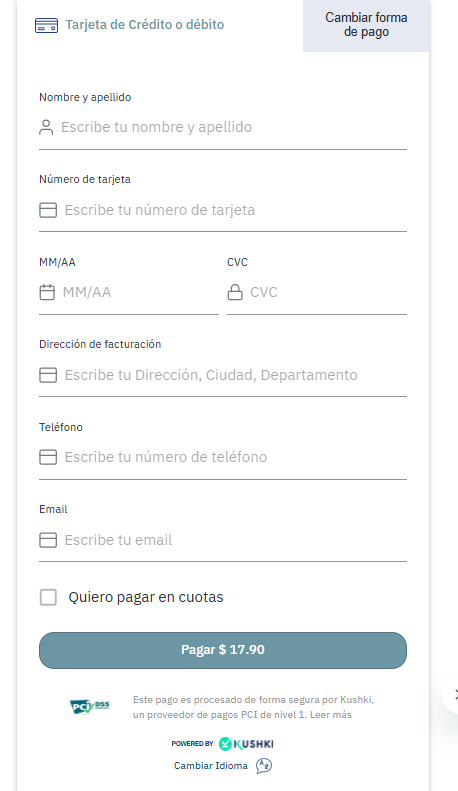 Tarjeta de Crédito o débito
Cambiar forma
de pago
Nombre y apellido
Escribe tu nombre y apellido
Número de tarjeta
Escribe tu número de tarjeta
MM/AA
CVC
MM/AA
CVC
Dirección de facturación
Escribe tu Dirección, Ciudad, Departamento
Teléfono
Escribe tu número de teléfono
Email
Escribe tu email
Quiero pagar en cuotas
Pagar $ 17.90
PCI DSS
Este pago es procesado de forma segura por Kushki,
un proveedor de pagos PCI de nivel 1. Leer más
POWERED BY KUSHKI
Cambiar Idioma